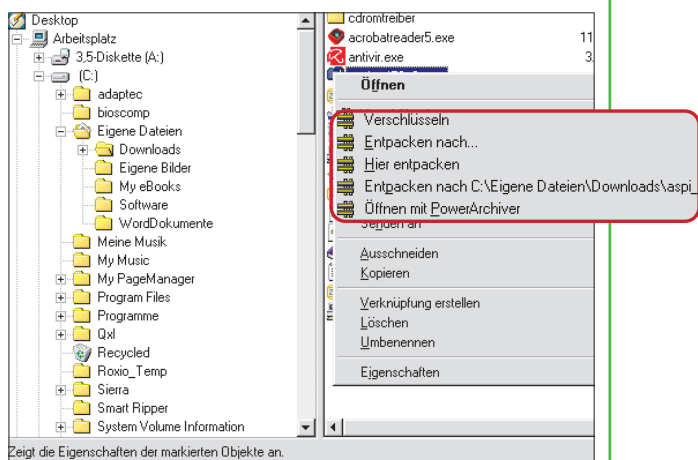 Desktop
Arbeitsplatz
3,5-Diskette (A:)
(C:)
adaptec
bioscomp
Eigene Dateien
Downloads
Eigene Bilder
My eBooks
Software
WordDokumente
Meine Musik
My Music
My PageManager
Program Files
Programme
Qxl
Recycled
Roxio_Temp
Sierra
Smart Ripper
System Volume Information
cdromtreiber
acrobatreader5.exe 11
antivir.exe 3.
Öffnen
Verschlüsseln
Entpacken nach...
Hier entpacken
Entpacken nach C:\Eigene Dateien\Downloads\aspi_
Öffnen mit PowerArchiver
Senden an
Ausschneiden
Kopieren
Verknüpfung erstellen
Löschen
Umbenennen
Eigenschaften
Zeigt die Eigenschaften der markierten Objekte an.